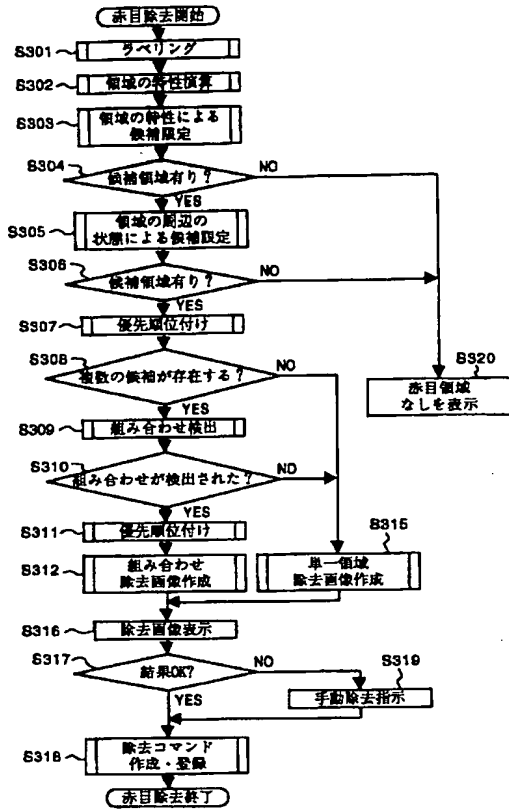 赤目除去開始
S301
ラベリング
S302
領域の特性演算
S303
領域の特性による
候補限定
S304
候補領域有り？
NO
YES
S305
領域の周辺の
状態による候補限定
S306
候補領域有り？
NO
YES
S307
優先順位付け
S308
複数の候補が存在する？
NO
YES
S320
赤目領域
なしを表示
S309
組み合わせ検出
S310
組み合わせが検出された？
NO
YES
S311
優先順位付け
S312
組み合わせ
除去画像作成
S315
単一領域
除去画像作成
S316
除去画像表示
S317
結果OK?
NO
YES
S319
手動除去指示
S318
除去コマンド
作成・登録
赤目除去終了